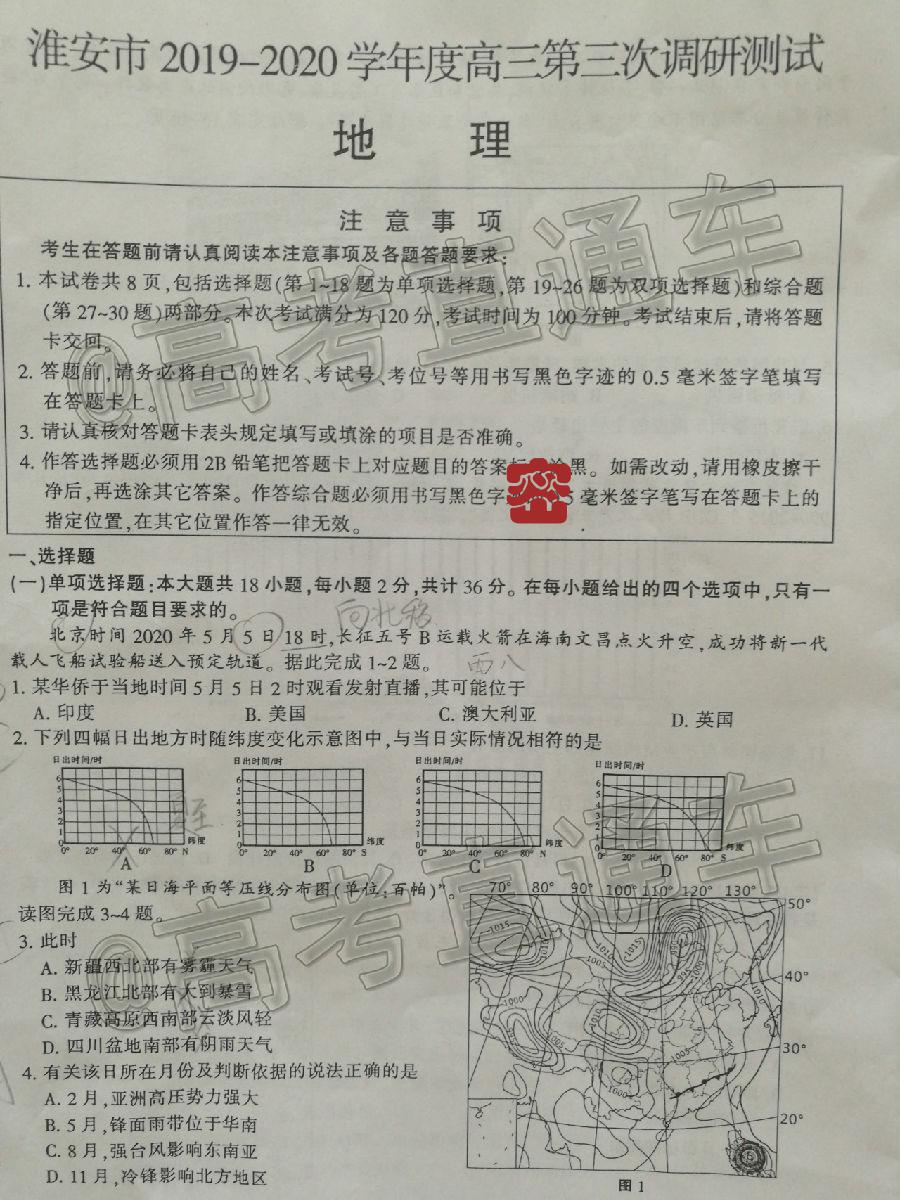 淮安市 2019-2020 学年度高三第三次调研测试
地 理
注 意 事 项
考生在答题前请认真阅读本注意事项及各题答题要求：
1. 本试卷共 8 页，包括选择题(第 1~18 题为单项选择题，第 19~26 题为双项选择题)和综合题
(第 27~30 题)两部分。本次考试满分为 120 分，考试时间为 100 分钟。考试结束后，请将答题
卡交回。
2. 答题前，请务必将自己的姓名、考试号、考位号等用书写黑色字迹的 0.5 毫米签字笔填写
在答题卡上。
3. 请认真核对答题卡表头规定填写或填涂的项目是否准确。
4. 作答选择题必须用 2B 铅笔把答题卡上对应题目的答案 涂黑。如需改动，请用橡皮擦干
净后，再选涂其它答案。作答综合题必须用书写黑色字 5 毫米签字笔写在答题卡上的
指定位置，在其它位置作答一律无效。
一、选择题
(一)单项选择题：本大题共 18 小题，每小题 2 分，共计 36 分。在每小题给出的四个选项中，只有一
项是符合题目要求的。
向北移
北京时间 2020 年 5 月 5 日 18 时，长征五号 B 运载火箭在海南文昌点火升空，成功将新一代
载人飞船试验船送入预定轨道。据此完成 1~2 题。
西八
1. 某华侨于当地时间 5 月 5 日 2 时观看发射直播，其可能位于
A. 印度 B. 美国 C. 澳大利亚 D. 英国
2. 下列四幅日出地方时随纬度变化示意图中，与当日实际情况相符的是
日出时间/时 日出时间/时 日出时间/时 日出时间/时
6 6 6 6
5 5 5 5
4 4 4 4
3 3 3 3
2 2 2 2
1 1 1 1
0 0 0 0
纬度 纬度 纬度 纬度
0° 20° 40° 60° 80° N 0° 20° 40° 60° 80° S 0° 20° 40° 60° 80° N 0° 20° 40° 60° 80° S
A B C D
图 1 为“某日海平面等压线分布图(单位：百帕)”。
读图完成 3~4 题。
3. 此时
A. 新疆西北部有雾霾天气
B. 黑龙江北部有大到暴雪
C. 青藏高原西南部云淡风轻
D. 四川盆地南部有阴雨天气
4. 有关该日所在月份及判断依据的说法正确的是
A. 2 月，亚洲高压势力强大
B. 5 月，锋面雨带位于华南
C. 8 月，强台风影响东南亚
D. 11 月，冷锋影响北方地区
70° 80° 90° 100° 110° 120° 130°
50°
40°
30°
20°
1015
1015
1005
1005
1010
1000
1010
1005
1000
图 1
@高考直通车
@高考直通车